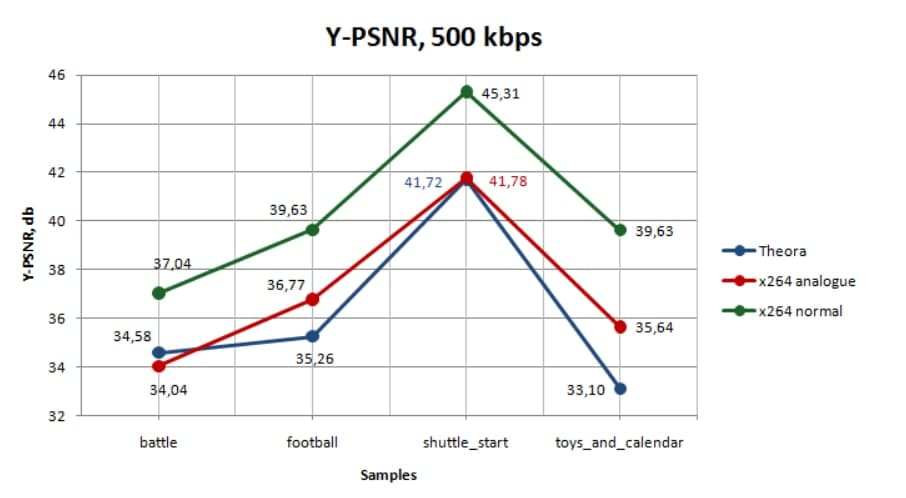 Y-PSNR, 500 kbps
46
44
42
40
38
36
34
32
Y-PSNR, db
37,04
39,63
45,31
39,63
34,58
36,77
41,72
41,78
35,64
34,04
35,26
33,10
battle
football
shuttle_start
toys_and_calendar
Samples
Theora
x264 analogue
x264 normal